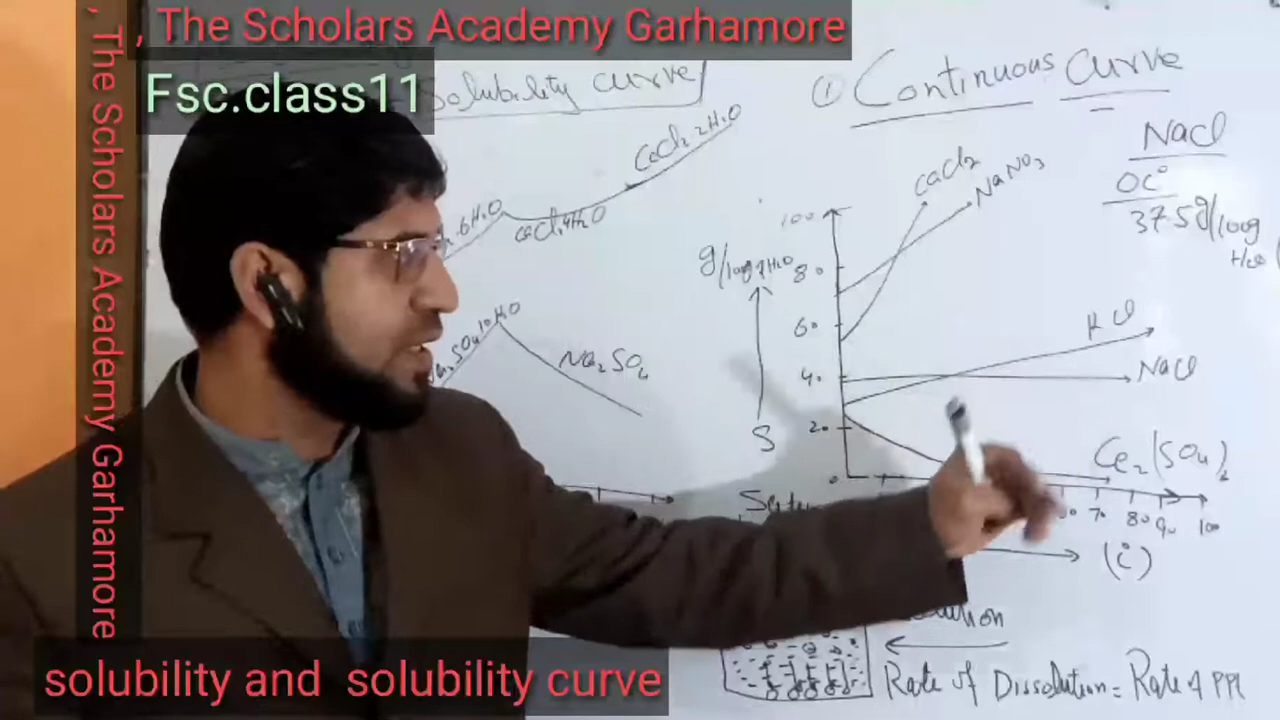 , The Scholars Academy Garhamore
, The Scholars Academy Garhamore
Fsc.class11
solubility curve
① Continuous Curve
NaCl
0C°
37.5g/100g
H2O
CaCl2 2H2O
.6H2O
CaCl2 4H2O
Na2SO4 10H2O
Na2SO4
g/100g H2O
S
100
80
60
40
20
0
CaCl2
NaNO3
KCl
NaCl
Ce2(SO4)
70 80 90 100
(i)
Rate of Dissolution = Rate of PPt
solubility and solubility curve